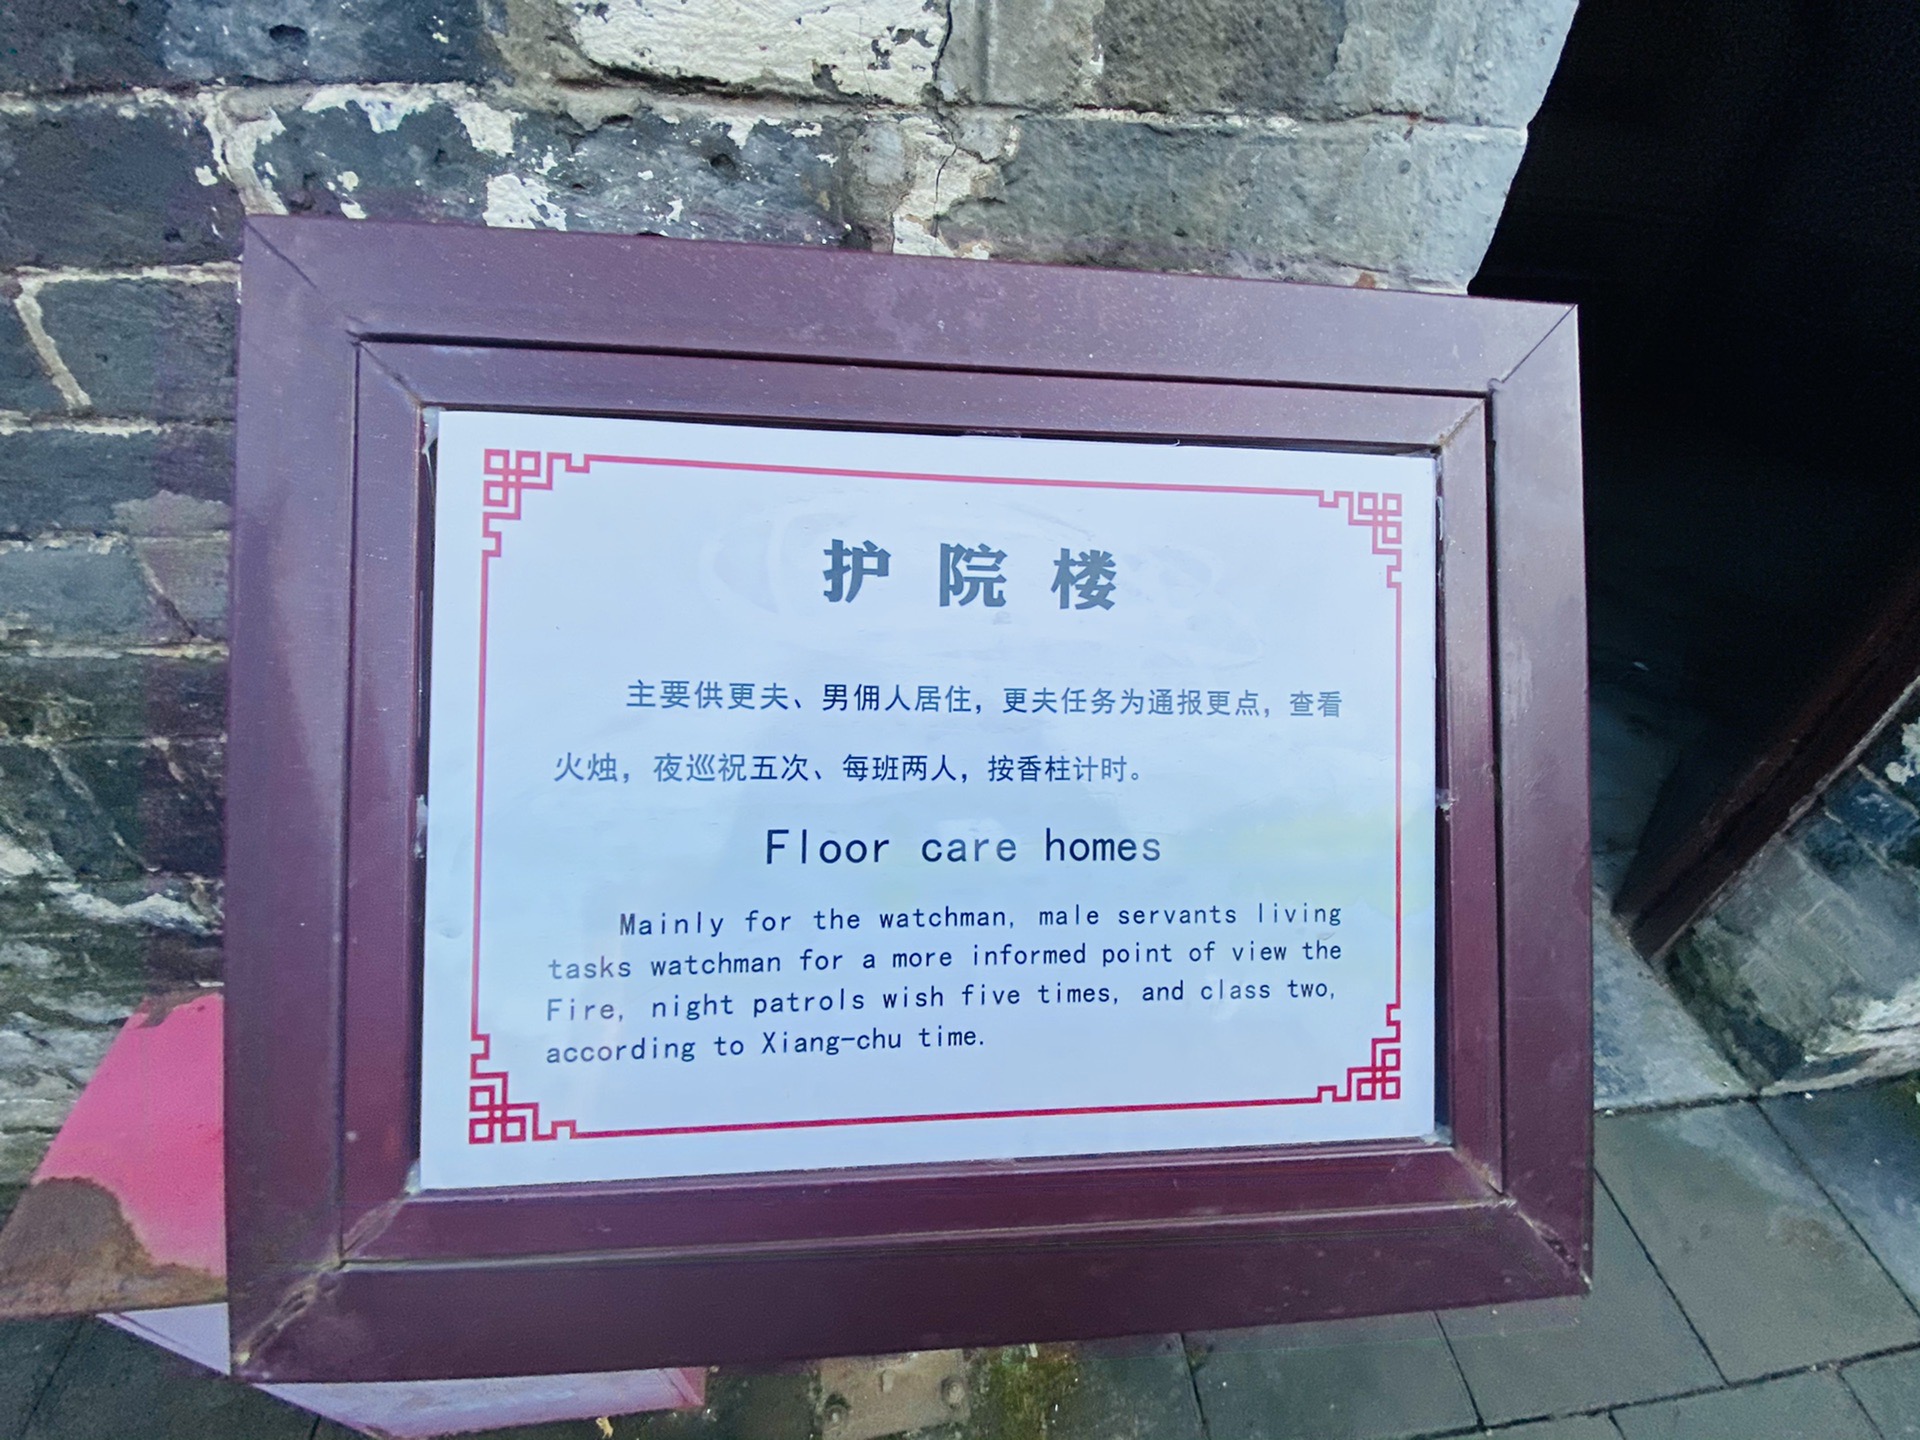 护院楼
主要供更夫、男佣人居住，更夫任务为通报更点，查看
火烛，夜巡祝五次、每班两人，按香柱计时。
Floor care homes
Mainly for the watchman, male servants living
tasks watchman for a more informed point of view the
Fire, night patrols wish five times, and class two,
according to Xiang-chu time.